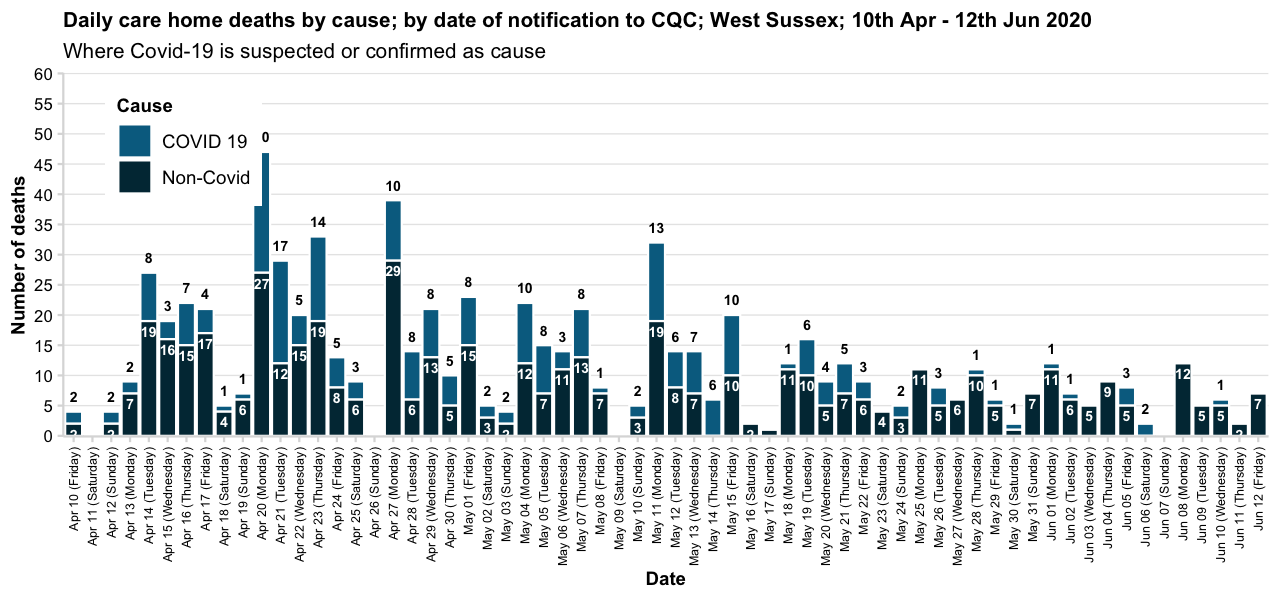 Daily care home deaths by cause; by date of notification to CQC; West Sussex; 10th Apr - 12th Jun 2020
Where Covid-19 is suspected or confirmed as cause
Number of deaths
60
55
50
45
40
35
30
25
20
15
10
5
0
Cause
COVID 19
Non-Covid
2 2 2 8 3 7 4 1 1 0 17 5 14 5 3 10 8 8 5 8 2 2 10 8 3 8 1 2 13 6 7 6 10 1 6 4 5 3 2 3 1 1 1 1 1 3 2 1
2 2 7 19 16 15 17 4 6 27 12 15 19 8 6 29 6 13 5 15 3 2 12 7 11 13 7 3 19 8 7 10 2 11 10 5 7 6 4 3 11 5 6 10 5 7 11 6 5 9 5 12 5 5 2 7
Apr 10 (Friday)
Apr 11 (Saturday)
Apr 12 (Sunday)
Apr 13 (Monday)
Apr 14 (Tuesday)
Apr 15 (Wednesday)
Apr 16 (Thursday)
Apr 17 (Friday)
Apr 18 (Saturday)
Apr 19 (Sunday)
Apr 20 (Monday)
Apr 21 (Tuesday)
Apr 22 (Wednesday)
Apr 23 (Thursday)
Apr 24 (Friday)
Apr 25 (Saturday)
Apr 26 (Sunday)
Apr 27 (Monday)
Apr 28 (Tuesday)
Apr 29 (Wednesday)
Apr 30 (Thursday)
May 01 (Friday)
May 02 (Saturday)
May 03 (Sunday)
May 04 (Monday)
May 05 (Tuesday)
May 06 (Wednesday)
May 07 (Thursday)
May 08 (Friday)
May 09 (Saturday)
May 10 (Sunday)
May 11 (Monday)
May 12 (Tuesday)
May 13 (Wednesday)
May 14 (Thursday)
May 15 (Friday)
May 16 (Saturday)
May 17 (Sunday)
May 18 (Monday)
May 19 (Tuesday)
May 20 (Wednesday)
May 21 (Thursday)
May 22 (Friday)
May 23 (Saturday)
May 24 (Sunday)
May 25 (Monday)
May 26 (Tuesday)
May 27 (Wednesday)
May 28 (Thursday)
May 29 (Friday)
May 30 (Saturday)
May 31 (Sunday)
Jun 01 (Monday)
Jun 02 (Tuesday)
Jun 03 (Wednesday)
Jun 04 (Thursday)
Jun 05 (Friday)
Jun 06 (Saturday)
Jun 07 (Sunday)
Jun 08 (Monday)
Jun 09 (Tuesday)
Jun 10 (Wednesday)
Jun 11 (Thursday)
Jun 12 (Friday)
Date